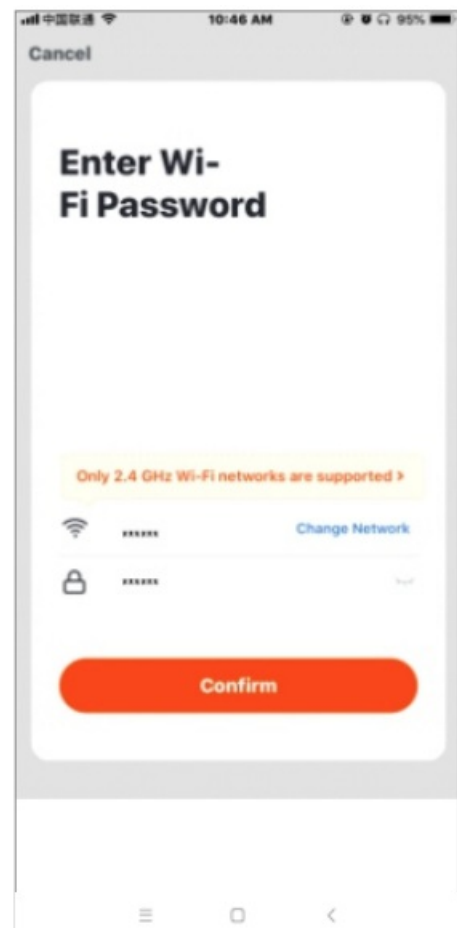 中国联通 10:46 AM 95%
Cancel
Enter Wi-
Fi Password
Only 2.4 GHz Wi-Fi networks are supported >
****** Change Network
******
Confirm